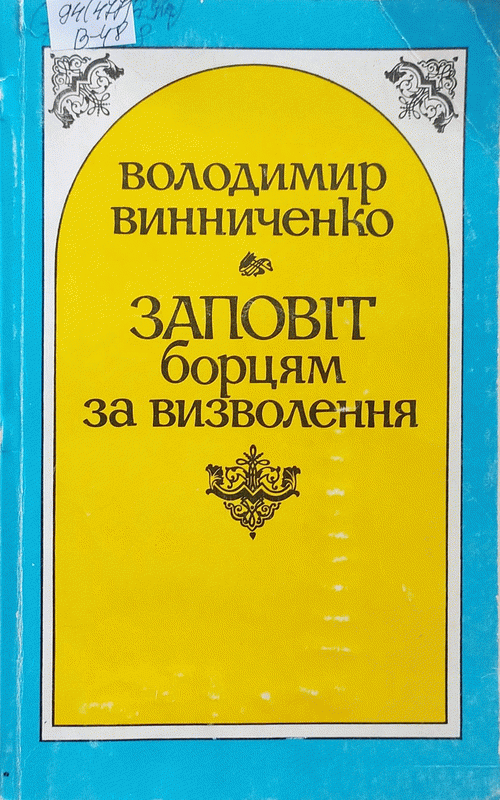 94(477)
В-48
ВОЛОДИМИР
ВИННИЧЕНКО
ЗАПОВІТ
борцям
за визволення